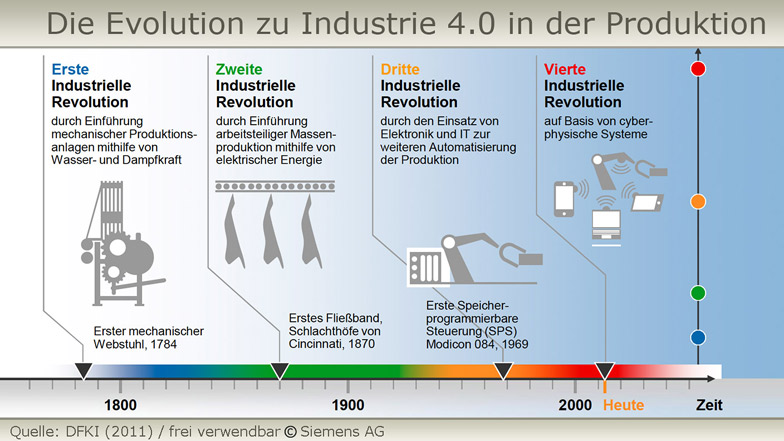 Die Evolution zu Industrie 4.0 in der Produktion
Erste
Industrielle
Revolution
durch Einführung
mechanischer Produktions-
anlagen mithilfe von
Wasser- und Dampfkraft
Zweite
Industrielle
Revolution
durch Einführung
arbeitsteiliger Massen-
produktion mithilfe von
elektrischer Energie
Dritte
Industrielle
Revolution
durch den Einsatz von
Elektronik und IT zur
weiteren Automatisierung
der Produktion
Vierte
Industrielle
Revolution
auf Basis von cyber-
physische Systeme
Erster mechanischer
Webstuhl, 1784
Erstes Fließband,
Schlachthöfe von
Cincinnati, 1870
Erste Speicher-
programmierbare
Steuerung (SPS)
Modicon 084, 1969
1800
1900
2000
Heute
Zeit
Quelle: DFKI (2011) / frei verwendbar © Siemens AG